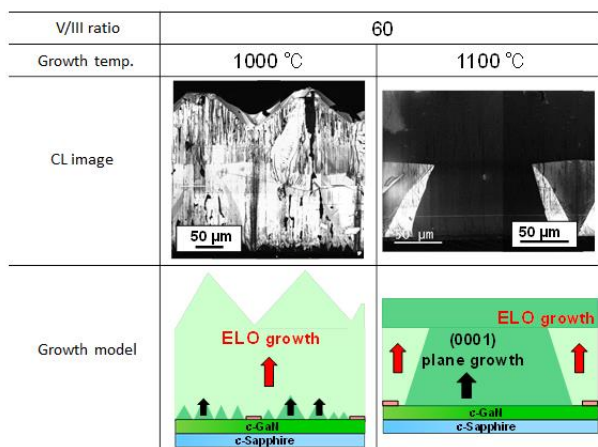 V/III ratio
60
Growth temp.
1000 ℃
1100 ℃
CL image
50 μm
50 μm
50 μm
Growth model
ELO growth
c-GaN
c-Sapphire
ELO growth
(0001)
plane growth
c-GaN
c-Sapphire